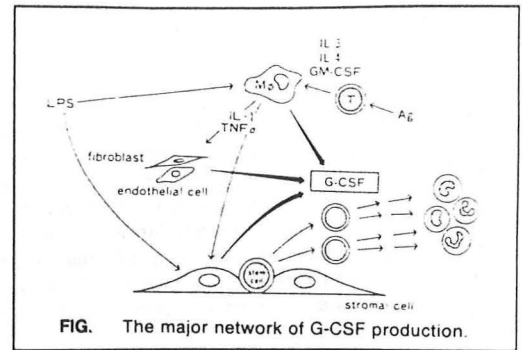 IL 3
IL 4
GM-CSF
Mø
T
LPS
Ag
IL-1
TNFα
fibroblast
endothelial cell
G-CSF
stem
cell
stroma cell
FIG. The major network of G-CSF production.